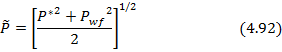 P̃ = [ (P*² + P_wf²) / 2 ]^1/2 (4.92)